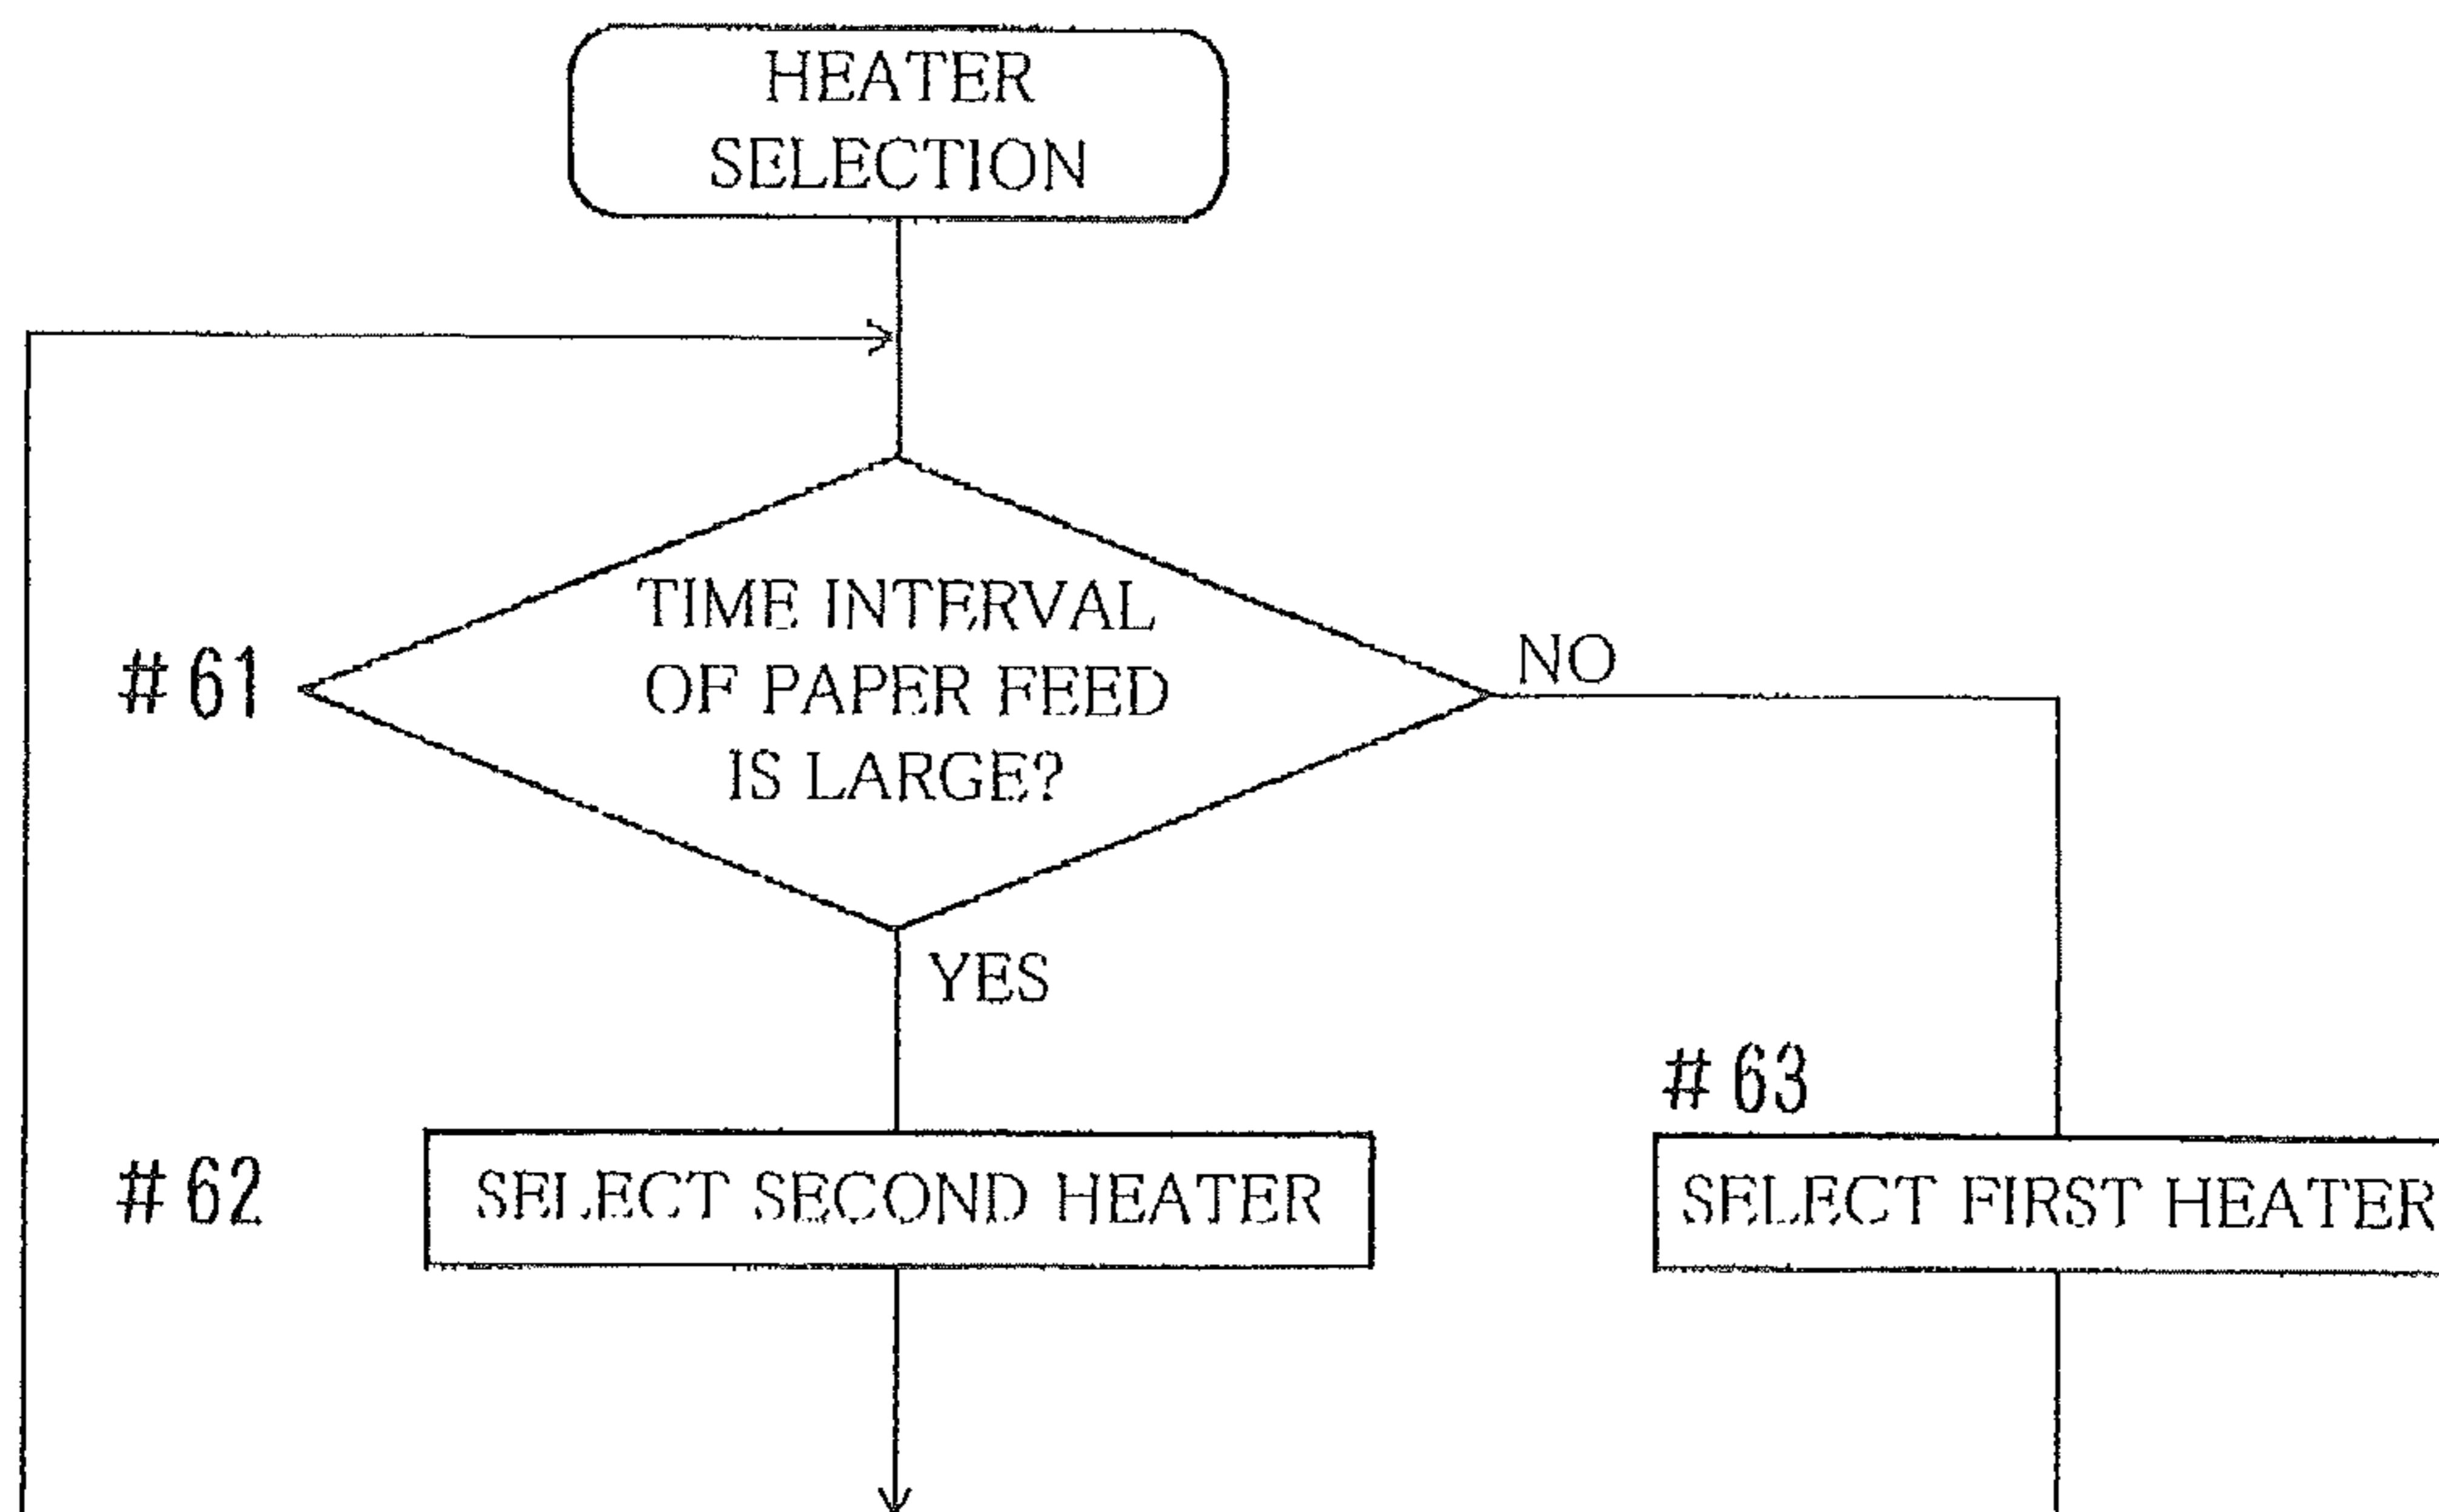 HEATER
SELECTION
TIME INTERVAL
OF PAPER FEED
IS LARGE?
# 61
NO
YES
# 63
# 62
SELECT SECOND HEATER
SELECT FIRST HEATER